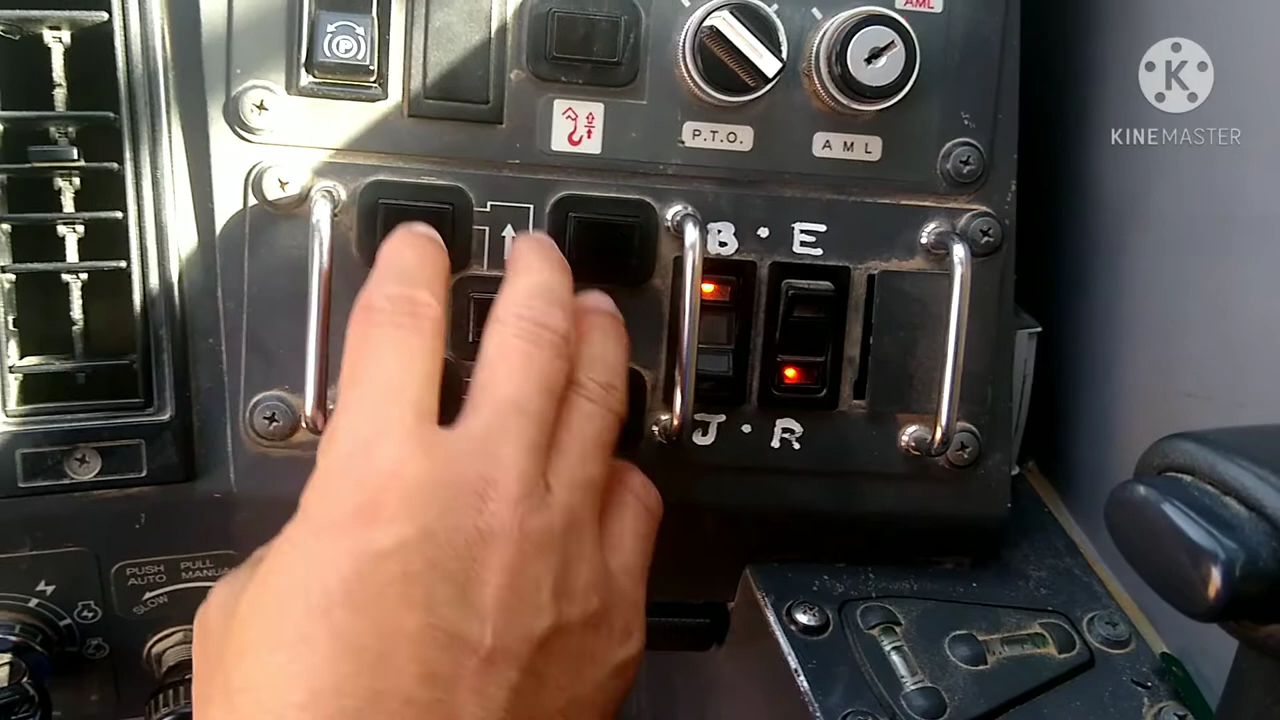 AML
P
P.T.O.
A M L
B · E
J · R
PUSH
AUTO
PULL
MANUAL
SLOW
K
KINEMASTER